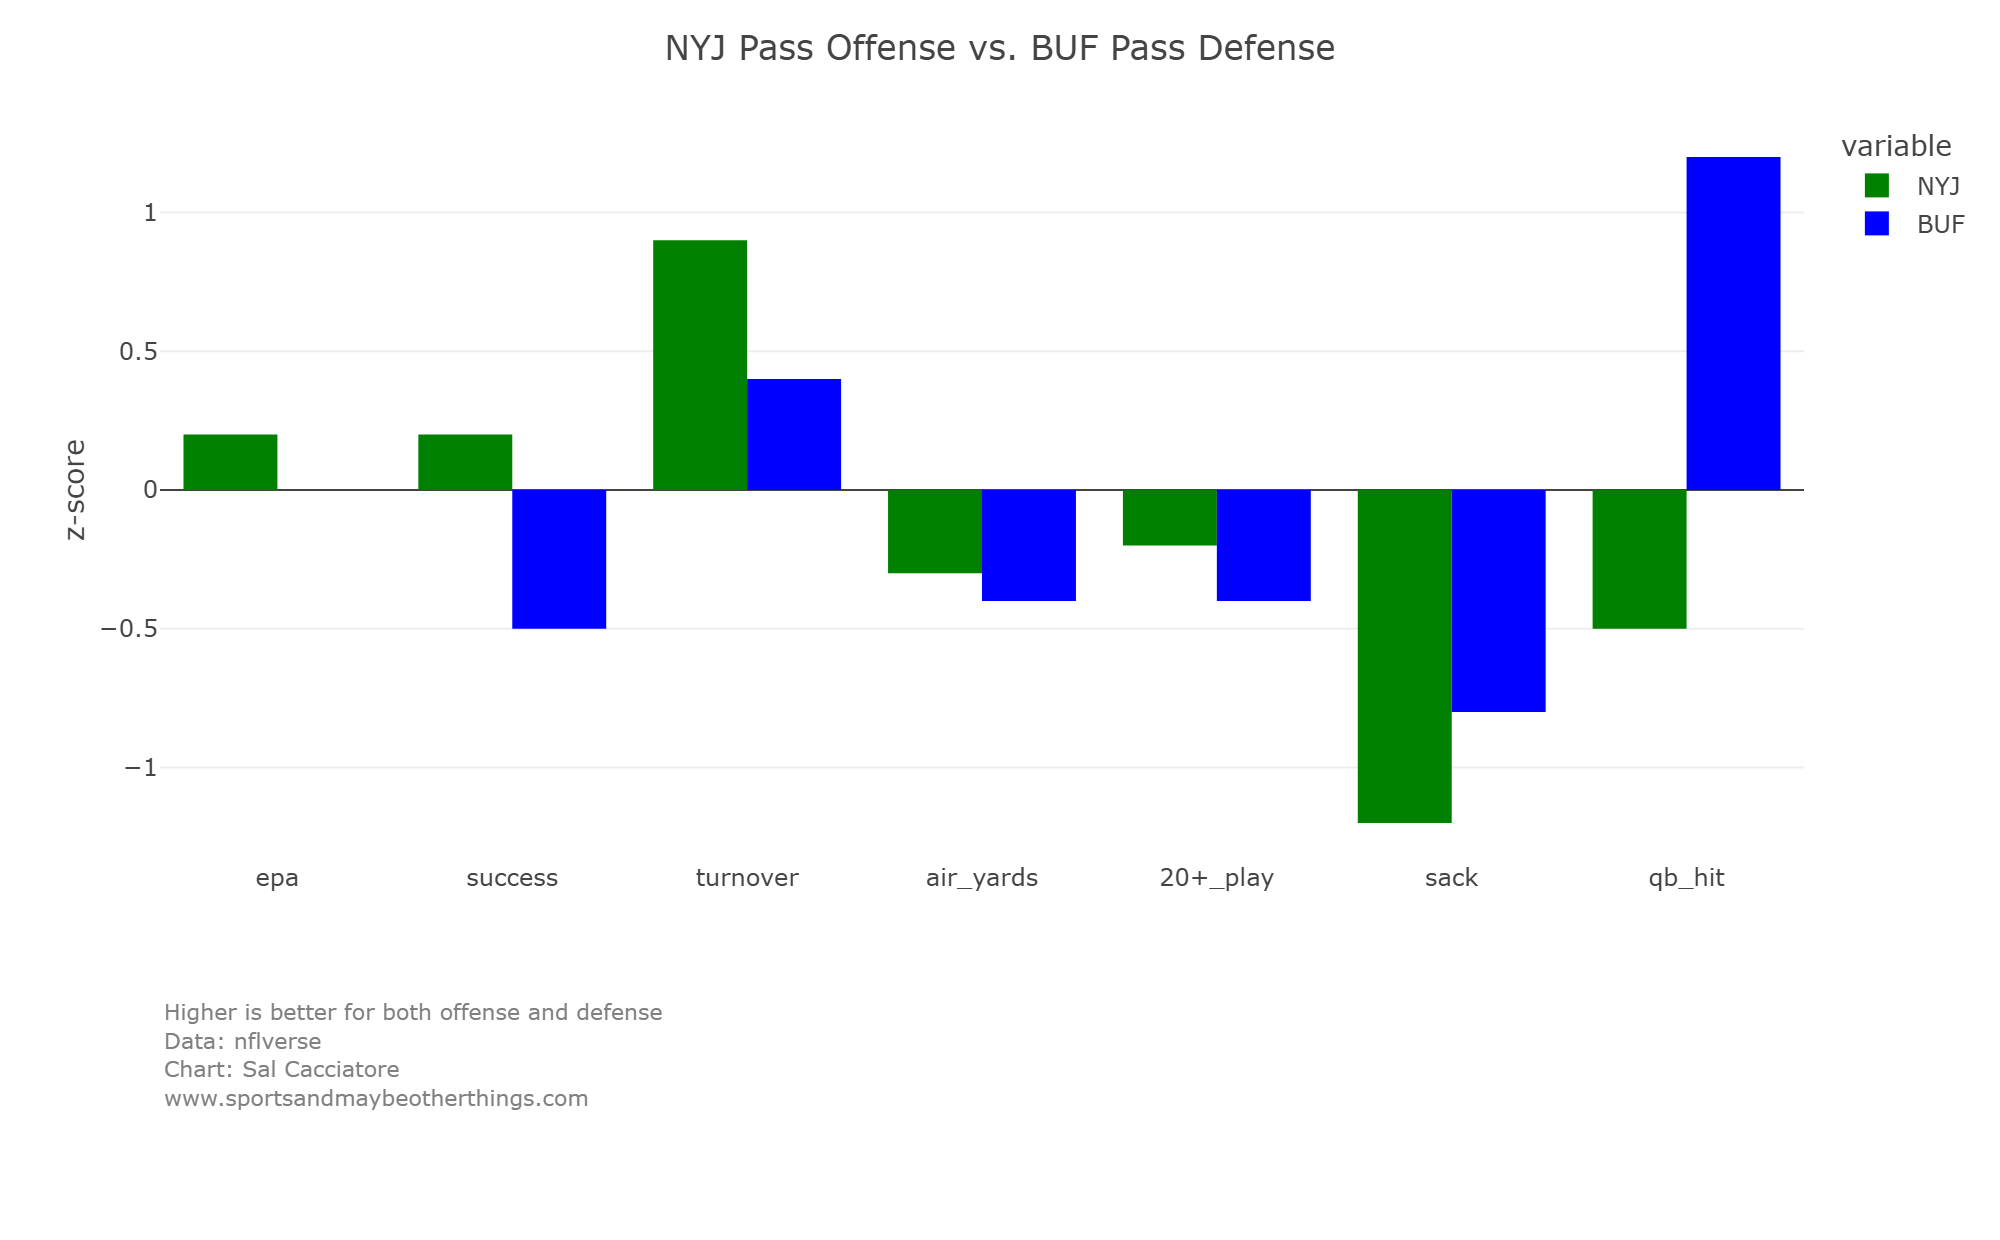 NYJ Pass Offense vs. BUF Pass Defense
variable
NYJ
BUF
1
0.5
0
−0.5
−1
z-score
epa
success
turnover
air_yards
20+_play
sack
qb_hit
Higher is better for both offense and defense
Data: nflverse
Chart: Sal Cacciatore
www.sportsandmaybeotherthings.com